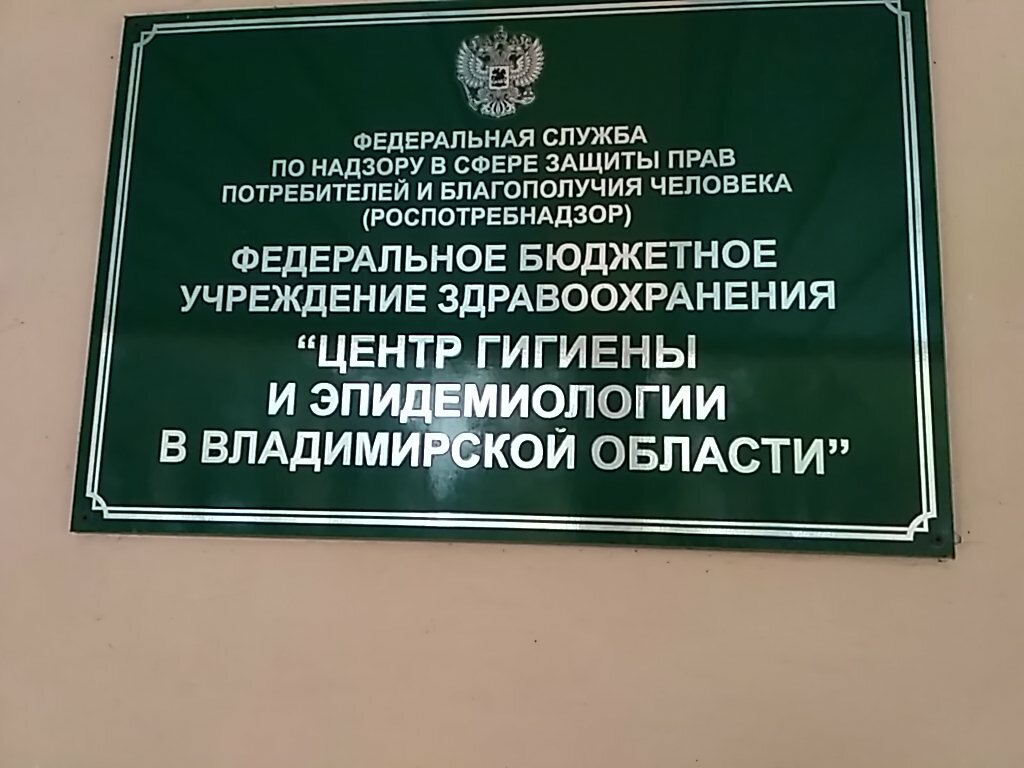 ФЕДЕРАЛЬНАЯ СЛУЖБА
ПО НАДЗОРУ В СФЕРЕ ЗАЩИТЫ ПРАВ
ПОТРЕБИТЕЛЕЙ И БЛАГОПОЛУЧИЯ ЧЕЛОВЕКА
(РОСПОТРЕБНАДЗОР)
ФЕДЕРАЛЬНОЕ БЮДЖЕТНОЕ
УЧРЕЖДЕНИЕ ЗДРАВООХРАНЕНИЯ
“ЦЕНТР ГИГИЕНЫ
И ЭПИДЕМИОЛОГИИ
В ВЛАДИМИРСКОЙ ОБЛАСТИ”